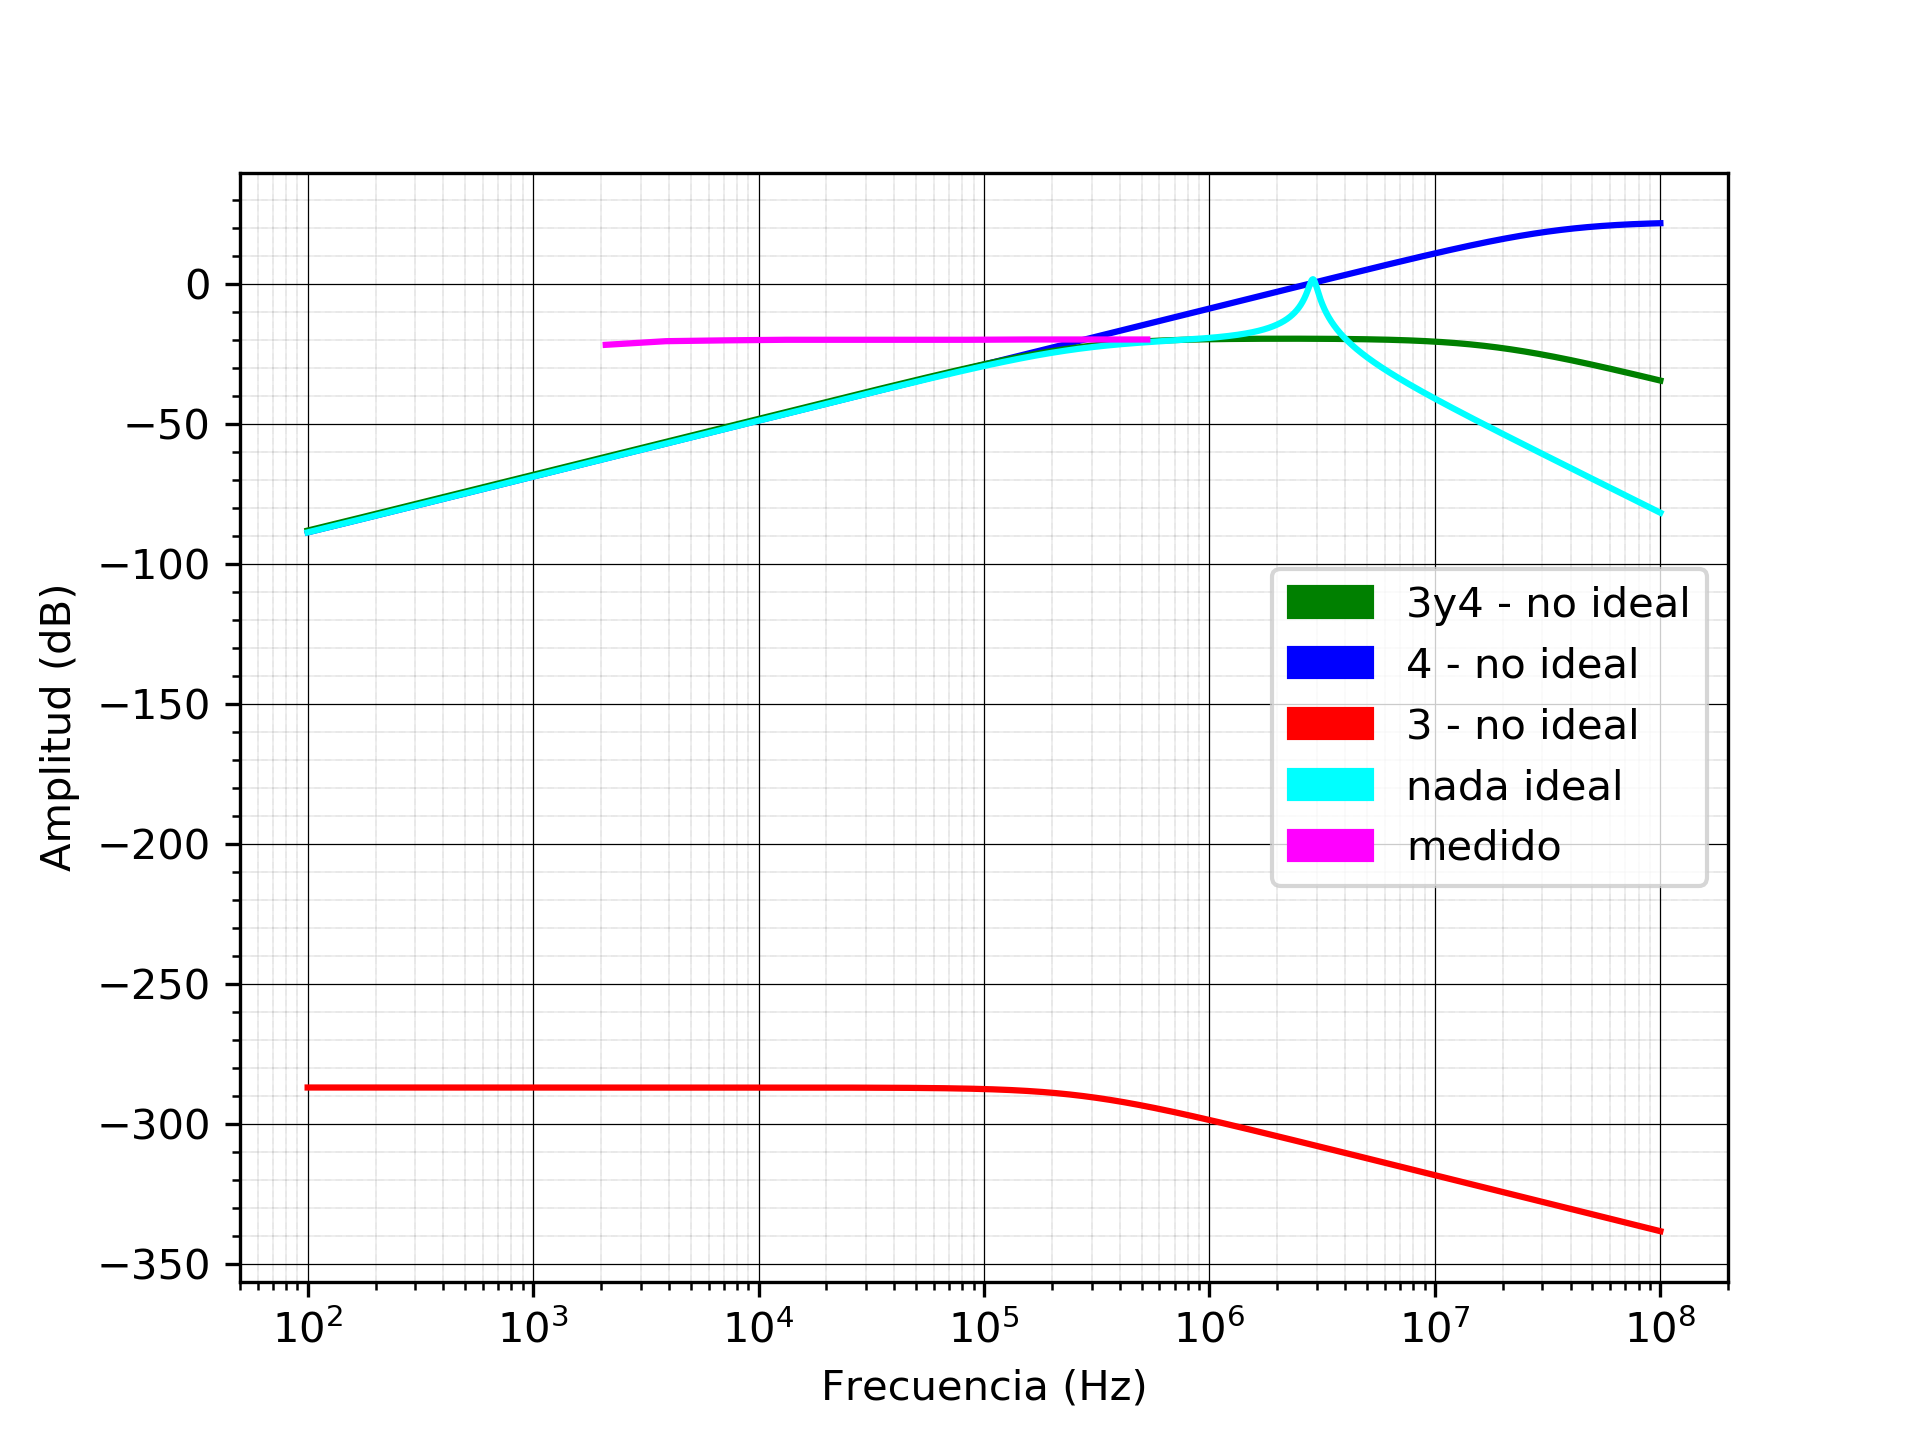 0
−50
−100
−150
−200
−250
−300
−350
Amplitud (dB)
10²
10³
10⁴
10⁵
10⁶
10⁷
10⁸
Frecuencia (Hz)
3y4 - no ideal
4 - no ideal
3 - no ideal
nada ideal
medido